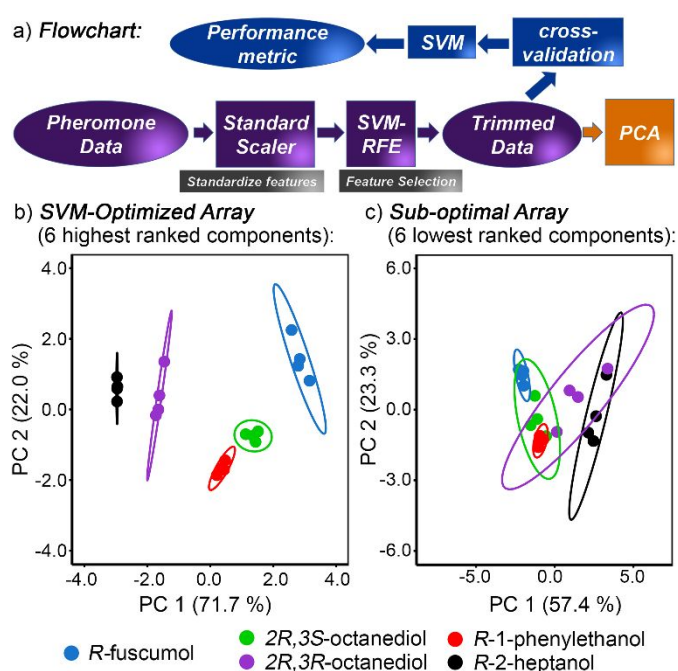 a) Flowchart:
Performance metric
SVM
cross-validation
Pheromone Data
Standard Scaler
SVM-RFE
Trimmed Data
PCA
Standardize features
Feature Selection
b) SVM-Optimized Array
(6 highest ranked components):
c) Sub-optimal Array
(6 lowest ranked components):
4.0
2.0
0.0
-2.0
-4.0
PC 2 (22.0 %)
-4.0 -2.0 0.0 2.0 4.0
PC 1 (71.7 %)
6.0
3.0
0.0
-3.0
-6.0
PC 2 (23.3 %)
-5.0 0.0 5.0
PC 1 (57.4 %)
R-fuscumol
2R,3S-octanediol
2R,3R-octanediol
R-1-phenylethanol
R-2-heptanol